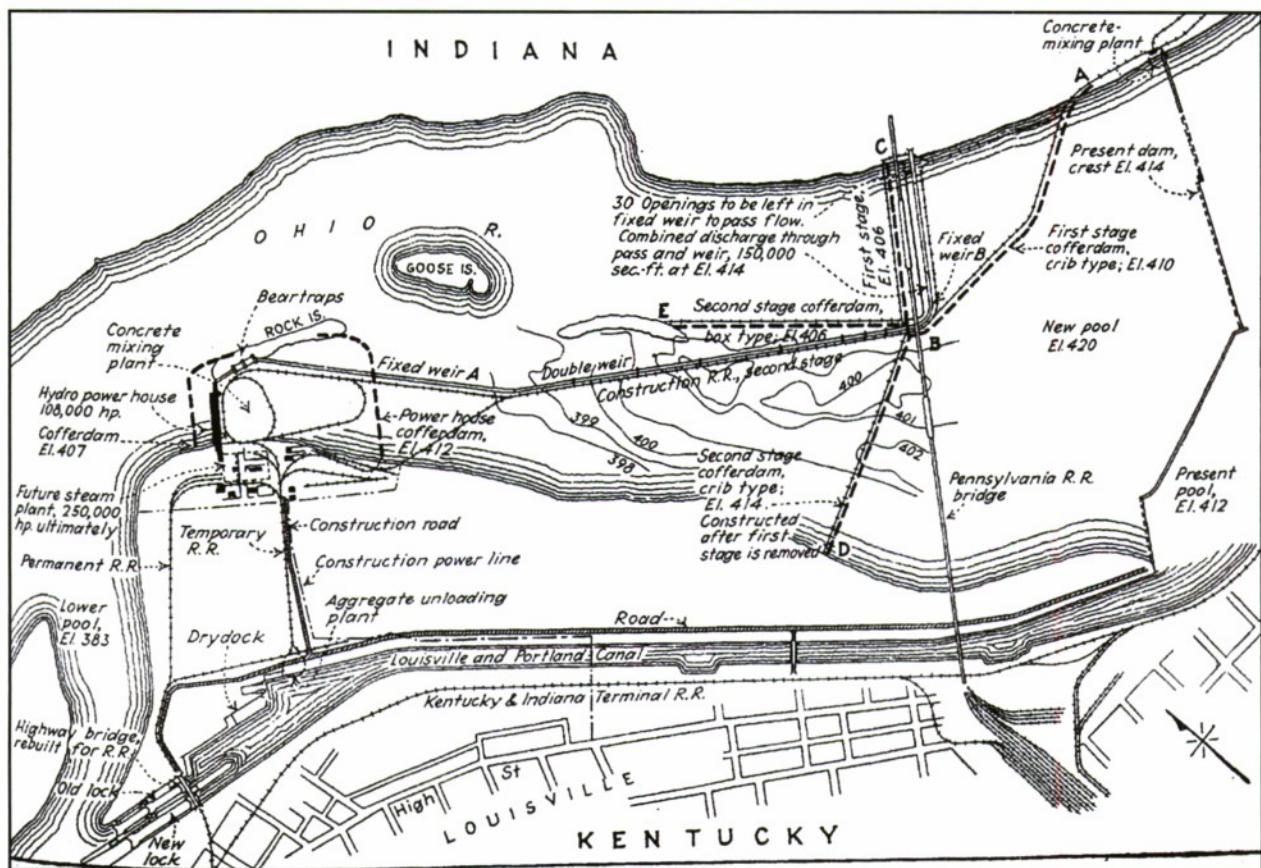 INDIANA
Concrete-
mixing plant
A
C
Present dam,
crest El. 414
30 Openings to be left in
fixed weir to pass flow.
Combined discharge through
pass and weir, 150,000
sec.-ft. at El. 414
First stage,
El. 406
Fixed
weir B
First stage
cofferdam,
crib type; El. 410
OHIO R.
GOOSE IS.
Beartraps
ROCK IS.
Concrete
mixing
plant
E
Second stage cofferdam,
box type; El. 406
B
New pool
El. 420
Fixed weir A
Double weir
Construction R.R., second stage
400
401
402
399
400
398
Hydro power house
108,000 hp.
Cofferdam
El. 407
Power house
cofferdam,
El. 412
Second stage
cofferdam,
crib type;
El. 414
Constructed
after first
stage is removed
D
Pennsylvania R.R.
bridge
Present
pool,
El. 412
Future steam
plant, 250,000
hp. ultimately
Temporary
R.R.
Construction road
Permanent R.R.
Construction power line
Lower
pool,
El. 383
Drydock
Aggregate unloading
plant
Road
Louisville and Portland Canal
Kentucky & Indiana Terminal R.R.
Highway bridge,
rebuilt for R.R.
Old lock
New
lock
High St
LOUISVILLE
KENTUCKY